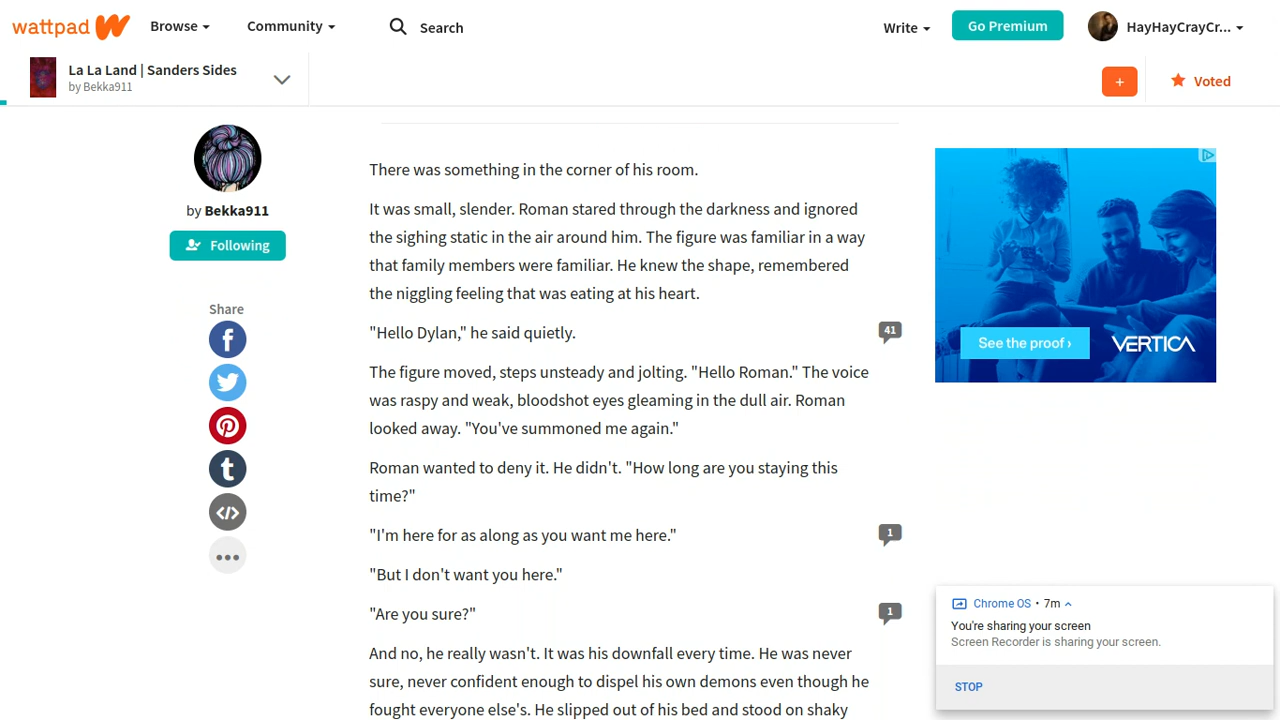 wattpad
Browse
Community
Search
Write
Go Premium
HayHayCrayCr...
La La Land | Sanders Sides
by Bekka911
+
Voted
by Bekka911
Following
Share
There was something in the corner of his room.
It was small, slender. Roman stared through the darkness and ignored
the sighing static in the air around him. The figure was familiar in a way
that family members were familiar. He knew the shape, remembered
the niggling feeling that was eating at his heart.
"Hello Dylan," he said quietly.
41
The figure moved, steps unsteady and jolting. "Hello Roman." The voice
was raspy and weak, bloodshot eyes gleaming in the dull air. Roman
looked away. "You've summoned me again."
Roman wanted to deny it. He didn't. "How long are you staying this
time?"
"I'm here for as along as you want me here."
1
"But I don't want you here."
"Are you sure?"
1
And no, he really wasn't. It was his downfall every time. He was never
sure, never confident enough to dispel his own demons even though he
fought everyone else's. He slipped out of his bed and stood on shaky
See the proof ›
VERTICA
Chrome OS • 7m
You're sharing your screen
Screen Recorder is sharing your screen.
STOP